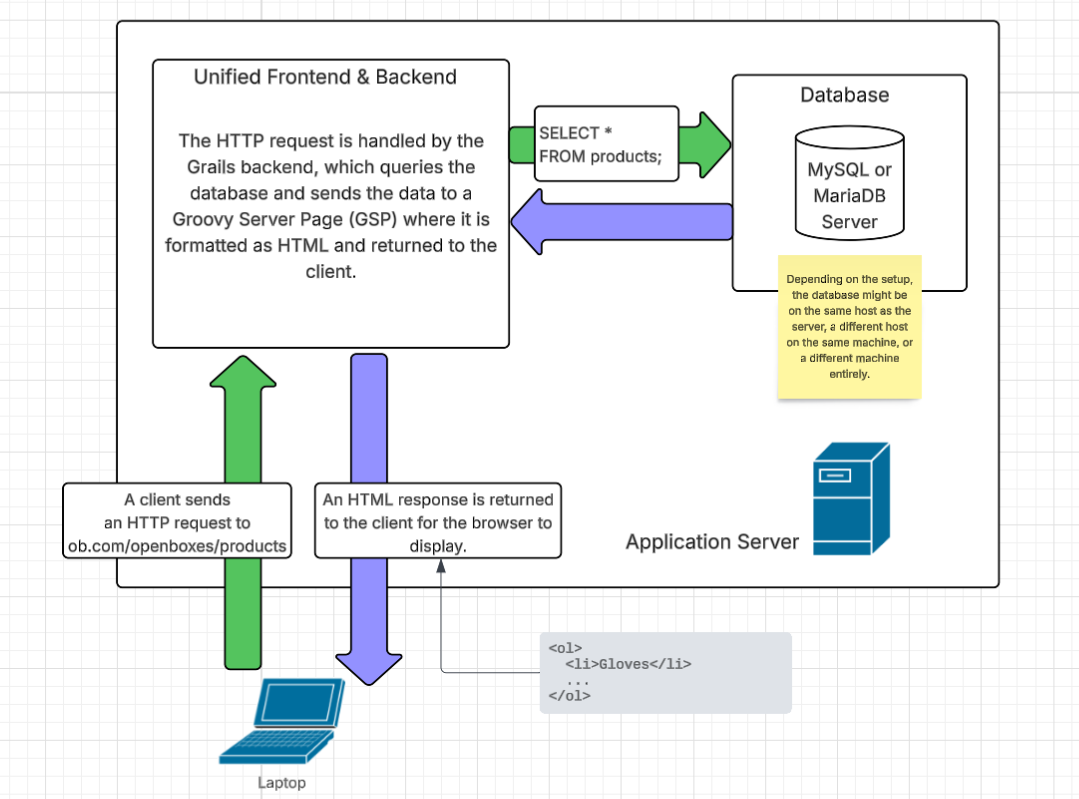 Unified Frontend & Backend
The HTTP request is handled by the
Grails backend, which queries the
database and sends the data to a
Groovy Server Page (GSP) where it is
formatted as HTML and returned to the
client.
SELECT *
FROM products;
Database
MySQL or
MariaDB
Server
Depending on the setup,
the database might be
on the same host as the
server, a different host
on the same machine, or
a different machine
entirely.
A client sends
an HTTP request to
ob.com/openboxes/products
An HTML response is returned
to the client for the browser to
display.
Application Server
<ol>
  <li>Gloves</li>
  ...
</ol>
Laptop